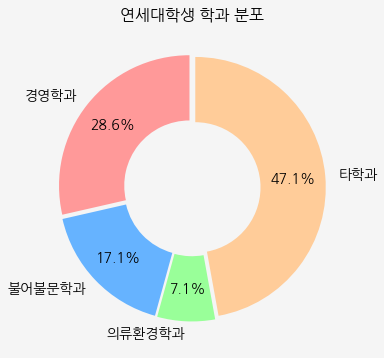 연세대학생 학과 분포
경영학과
28.6%
타학과
47.1%
17.1%
불어불문학과
7.1%
의류환경학과